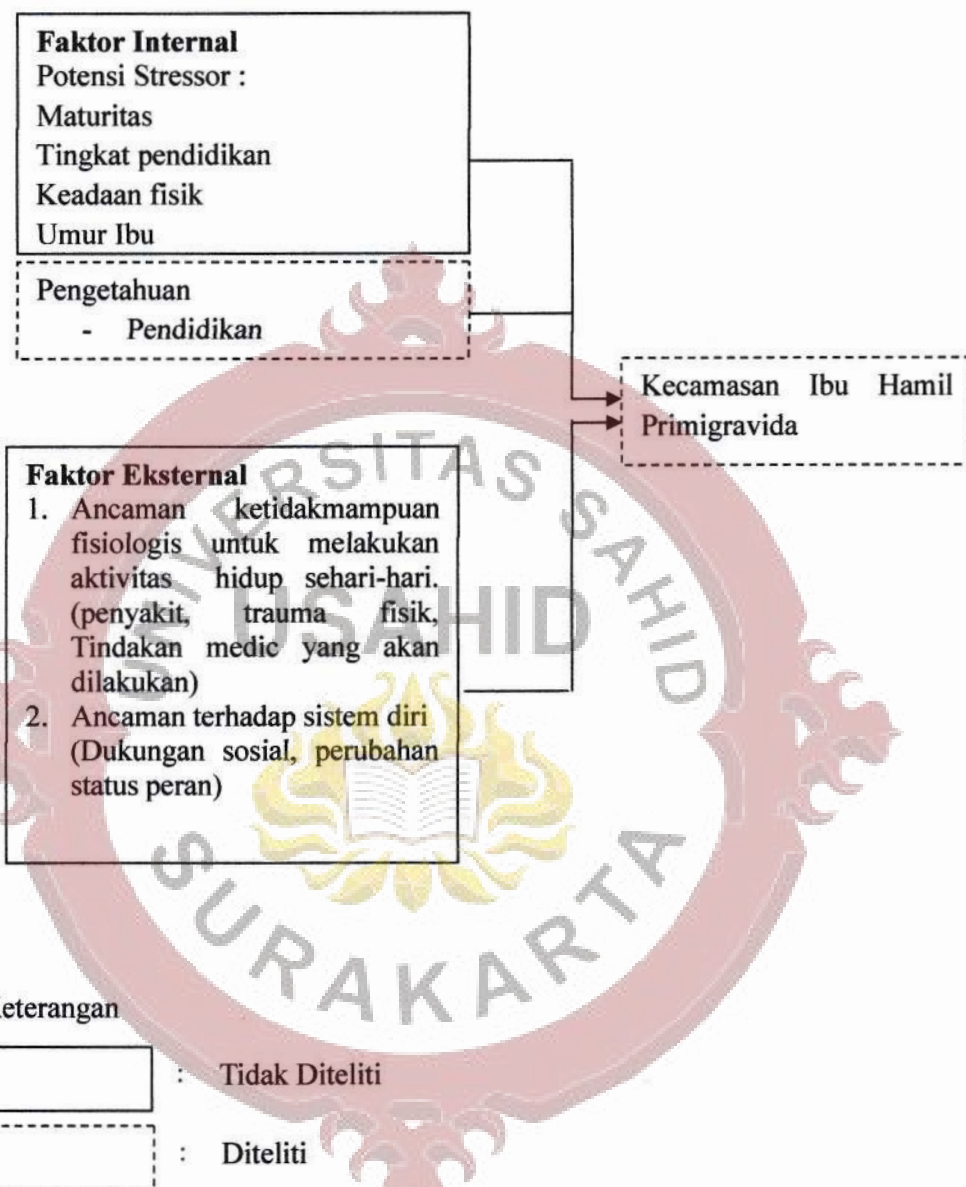 Faktor Internal
Potensi Stressor :
Maturitas
Tingkat pendidikan
Keadaan fisik
Umur Ibu
Pengetahuan
- Pendidikan
Kecamasan Ibu Hamil
Primigravida
Faktor Eksternal
1. Ancaman ketidakmampuan
fisiologis untuk melakukan
aktivitas hidup sehari-hari.
(penyakit, trauma fisik,
Tindakan medic yang akan
dilakukan)
2. Ancaman terhadap sistem diri
(Dukungan sosial, perubahan
status peran)
UNIVERSITAS SAHID
USAHID
SURAKARTA
eterangan
: Tidak Diteliti
: Diteliti